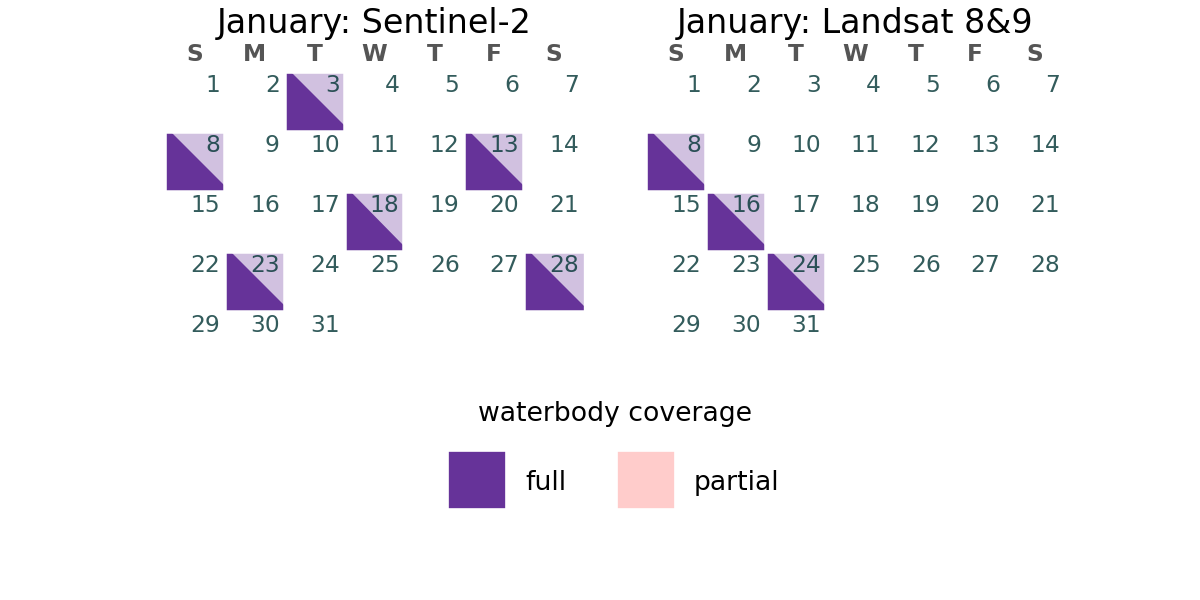 January: Sentinel-2
S M T W T F S
1 2 3 4 5 6 7
8 9 10 11 12 13 14
15 16 17 18 19 20 21
22 23 24 25 26 27 28
29 30 31
January: Landsat 8&9
S M T W T F S
1 2 3 4 5 6 7
8 9 10 11 12 13 14
15 16 17 18 19 20 21
22 23 24 25 26 27 28
29 30 31
waterbody coverage
full
partial